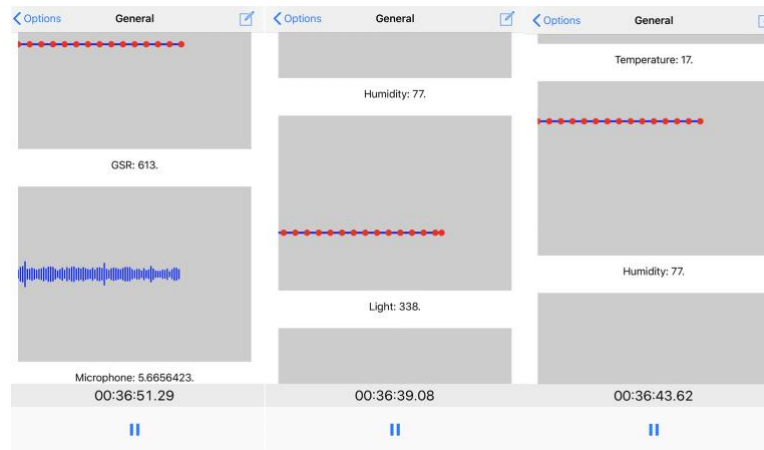 Options General
GSR: 613.
Microphone: 5.6656423.
00:36:51.29
Options General
Humidity: 77.
Light: 338.
00:36:39.08
Options General
Temperature: 17.
Humidity: 77.
00:36:43.62